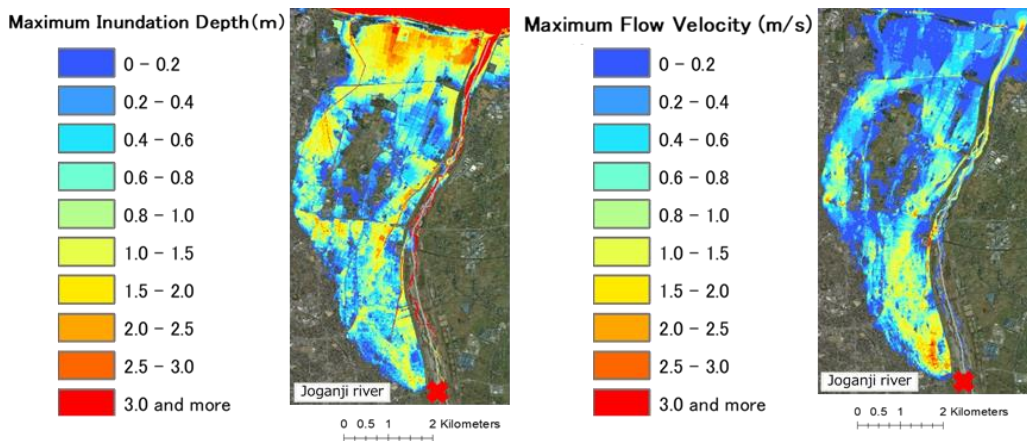 Maximum Inundation Depth(m)
0 - 0.2
0.2 - 0.4
0.4 - 0.6
0.6 - 0.8
0.8 - 1.0
1.0 - 1.5
1.5 - 2.0
2.0 - 2.5
2.5 - 3.0
3.0 and more
Joganji river
0 0.5 1 2 Kilometers
Maximum Flow Velocity (m/s)
0 - 0.2
0.2 - 0.4
0.4 - 0.6
0.6 - 0.8
0.8 - 1.0
1.0 - 1.5
1.5 - 2.0
2.0 - 2.5
2.5 - 3.0
3.0 and more
Joganji river
0 0.5 1 2 Kilometers